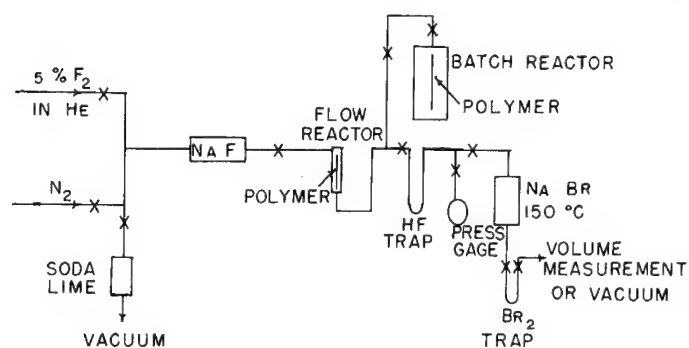 5 % F2
IN HE
N2
SODA
LIME
VACUUM
NaF
FLOW
REACTOR
POLYMER
BATCH REACTOR
POLYMER
HF
TRAP
PRESS
GAGE
Na BR
150 °C
VOLUME
MEASUREMENT
OR VACUUM
BR2
TRAP